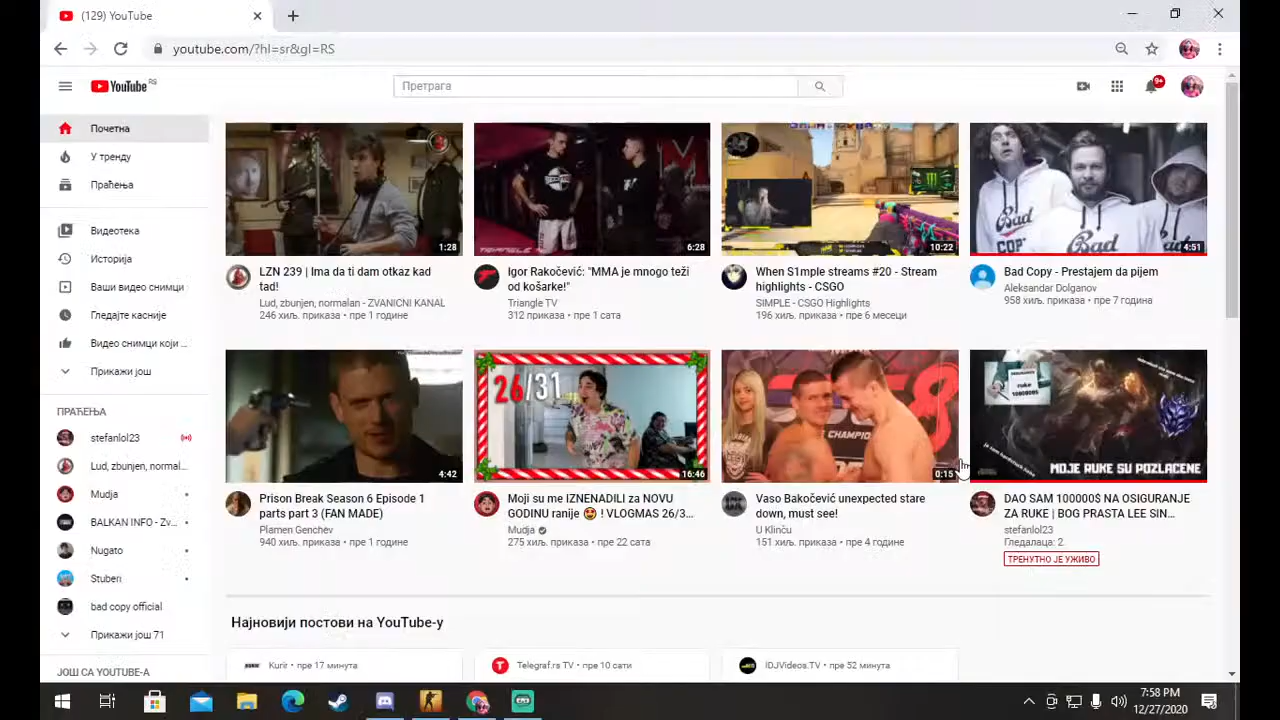 (129) YouTube
youtube.com/?hl=sr&gl=RS
YouTube RS
Претрага
9+
Почетна
У тренду
Праћења
Видеотека
Историја
Ваши видео снимци
Гледајте касније
Видео снимци који ...
Прикажи још
ПРАЋЕЊА
stefanlol23
Lud, zbunjen, normal...
Mudja
BALKAN INFO - Zv...
Nugato
Stuberi
bad copy official
Прикажи још 71
ЈОШ СА YOUTUBE-А
1:28
LZN 239 | Ima da ti dam otkaz kad
tad!
Lud, zbunjen, normalan - ZVANICNI KANAL
246 хиљ. приказа • пре 1 године
6:28
Igor Rakočević: "MMA je mnogo teži
od košarke!"
Triangle TV
312 приказа • пре 1 сата
10:22
When S1mple streams #20 - Stream
highlights - CSGO
SIMPLE - CSGO Highlights
196 хиљ. приказа • пре 6 месеци
Bad Bad
COP
4:51
Bad Copy - Prestajem da pijem
Aleksandar Dolganov
958 хиљ. приказа • пре 7 година
4:42
Prison Break Season 6 Episode 1
parts part 3 (FAN MADE)
Plamen Genchev
940 хиљ. приказа • пре 1 године
26/31
16:46
Moji su me IZNENADILI za NOVU
GODINU ranije 😍 ! VLOGMAS 26/3...
Mudja
275 хиљ. приказа • пре 22 сата
CHAMPIO
0:15
Vaso Bakočević unexpected stare
down, must see!
U Klinču
151 хиљ. приказа • пре 4 године
MOJE RUKE SU POZLACENE
DAO SAM 100000$ NA OSIGURANJE
ZA RUKE | BOG PRASTA LEE SIN...
stefanlol23
Гледалаца: 2
ТРЕНУТНО ЈЕ УЖИВО
Најновији постови на YouTube-у
Kurir • пре 17 минута
Telegraf.rs TV • пре 10 сати
IDJVideos.TV • пре 52 минута
7:58 PM
12/27/2020